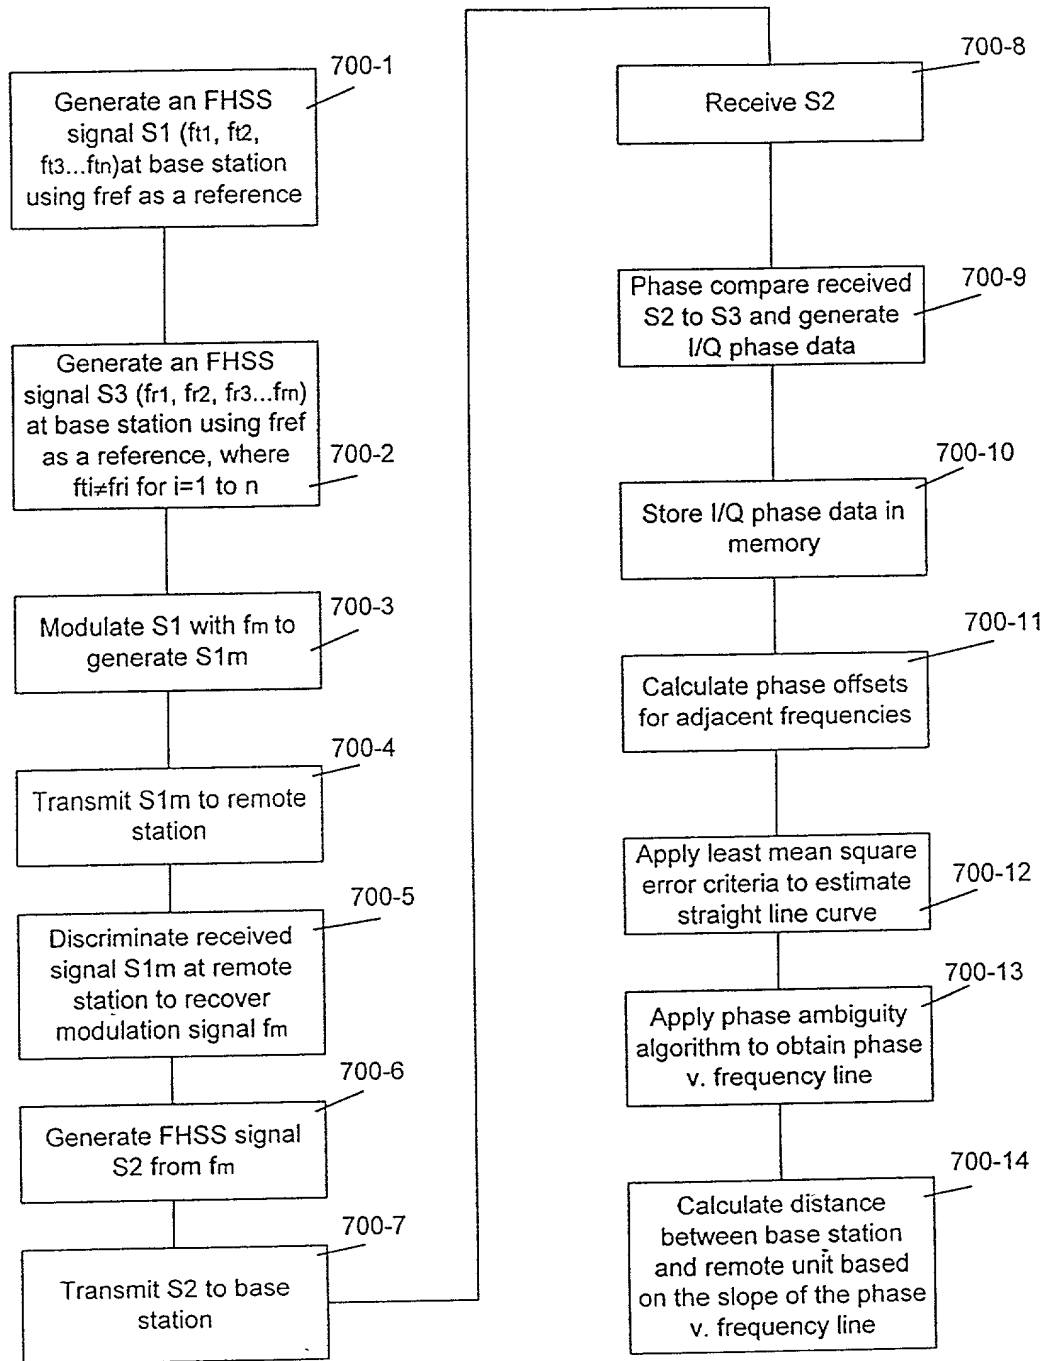 700-1
Generate an FHSS
signal S1 (ft1, ft2,
ft3...ftn)at base station
using fref as a reference
Generate an FHSS
signal S3 (fr1, fr2, fr3...frn)
at base station using fref
as a reference, where
fti≠fri for i=1 to n
700-2
700-3
Modulate S1 with fm to
generate S1m
700-4
Transmit S1m to remote
station
700-5
Discriminate received
signal S1m at remote
station to recover
modulation signal fm
700-6
Generate FHSS signal
S2 from fm
700-7
Transmit S2 to base
station
700-8
Receive S2
700-9
Phase compare received
S2 to S3 and generate
I/Q phase data
700-10
Store I/Q phase data in
memory
700-11
Calculate phase offsets
for adjacent frequencies
Apply least mean square
error criteria to estimate
straight line curve
700-12
700-13
Apply phase ambiguity
algorithm to obtain phase
v. frequency line
700-14
Calculate distance
between base station
and remote unit based
on the slope of the phase
v. frequency line